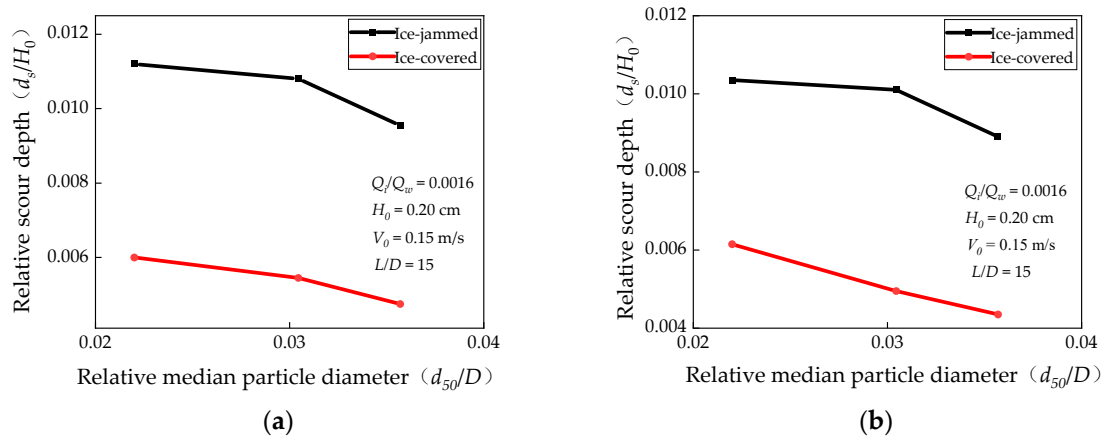 0.012
0.010
0.008
0.006
0.02
0.03
0.04
Relative scour depth（ds/H0）
Relative median particle diameter（d50/D）
Ice-jammed
Ice-covered
Qi/Qw = 0.0016
H0 = 0.20 cm
V0 = 0.15 m/s
L/D = 15
(a)
0.012
0.010
0.008
0.006
0.004
0.02
0.03
0.04
Relative scour depth（ds/H0）
Relative median particle diameter（d50/D）
Ice-jammed
Ice-covered
Qi/Qw = 0.0016
H0 = 0.20 cm
V0 = 0.15 m/s
L/D = 15
(b)